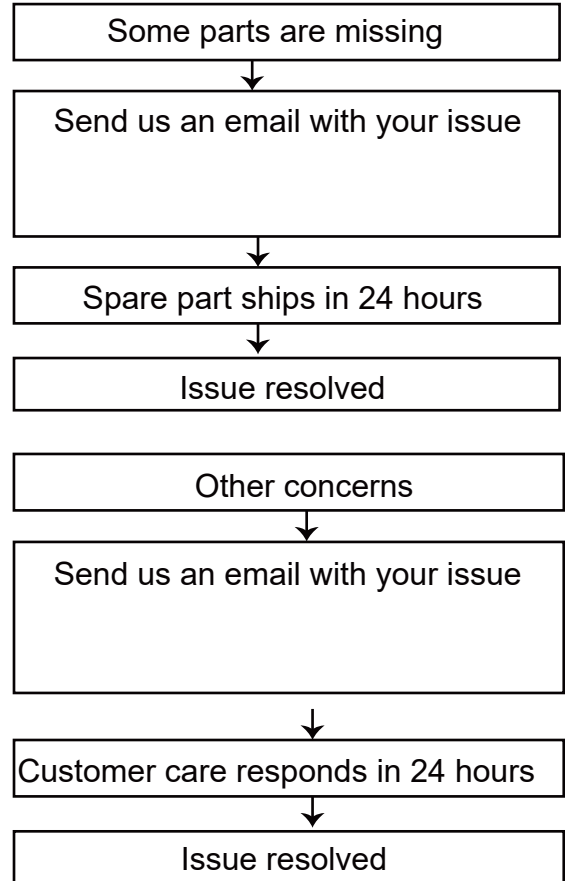 Some parts are missing
Send us an email with your issue
Spare part ships in 24 hours
Issue resolved
Other concerns
Send us an email with your issue
Customer care responds in 24 hours
Issue resolved